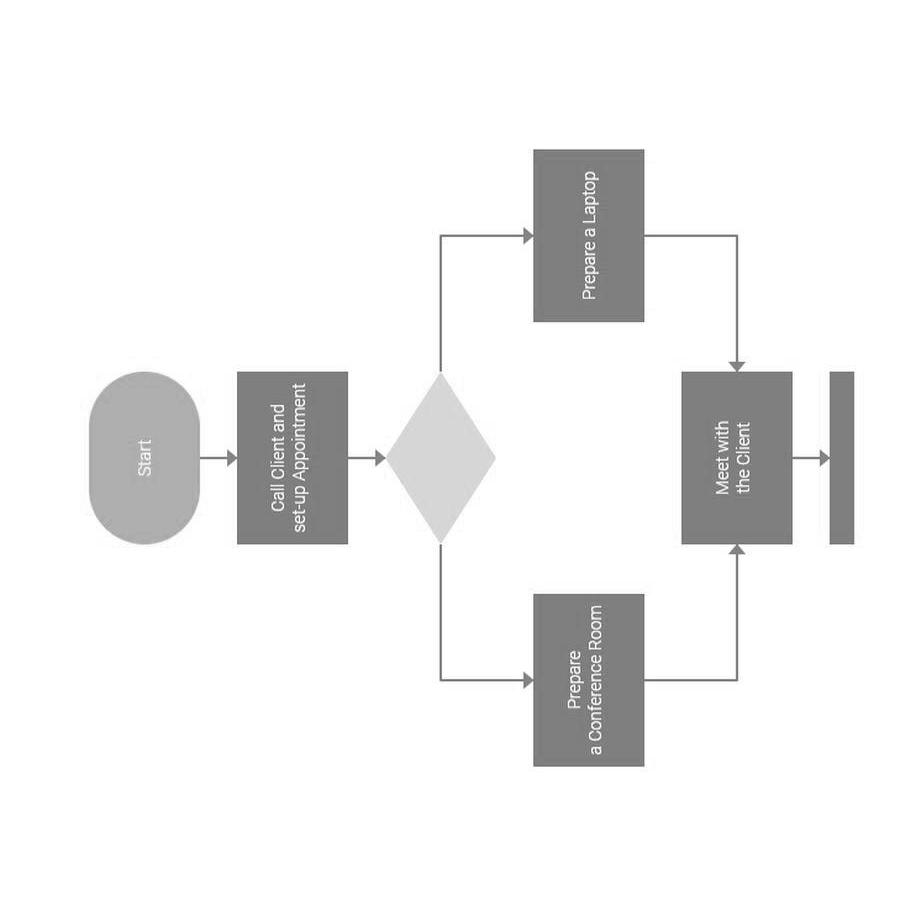 Start
Call Client and
set-up Appointment
Prepare
a Conference Room
Prepare a Laptop
Meet with
the Client